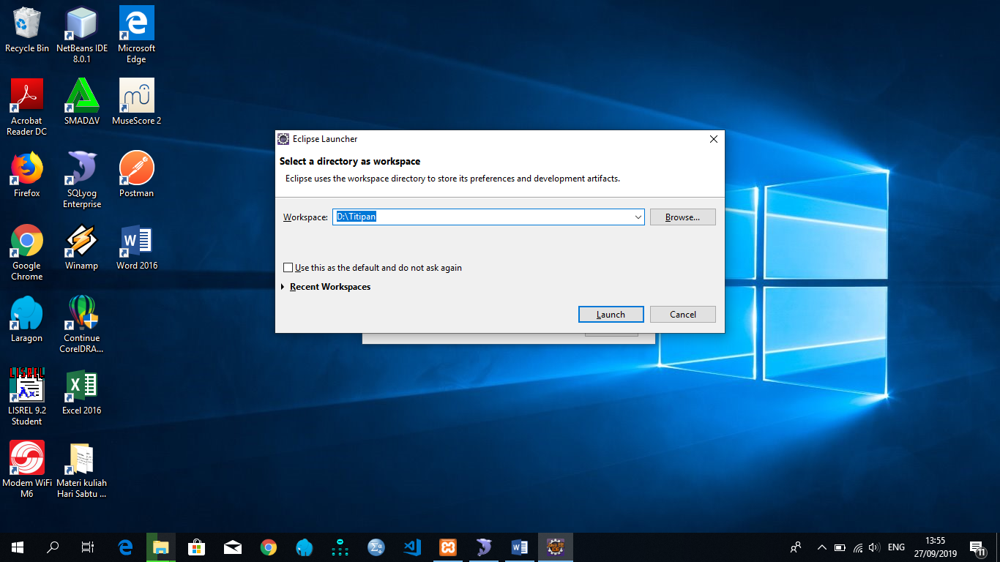 Recycle Bin
NetBeans IDE
8.0.1
Microsoft
Edge
Acrobat
Reader DC
SMADΔV
MuseScore 2
Firefox
SQLyog
Enterprise
Postman
Google
Chrome
Winamp
Word 2016
Laragon
Continue
CorelDRA...
LISREL 9.2
Student
Excel 2016
Modem WiFi
M6
Materi kuliah
Hari Sabtu ...
Eclipse Launcher
Select a directory as workspace
Eclipse uses the workspace directory to store its preferences and development artifacts.
Workspace: D:\Titipan Browse...
Use this as the default and do not ask again
Recent Workspaces
Launch Cancel
ENG
13:55
27/09/2019
11